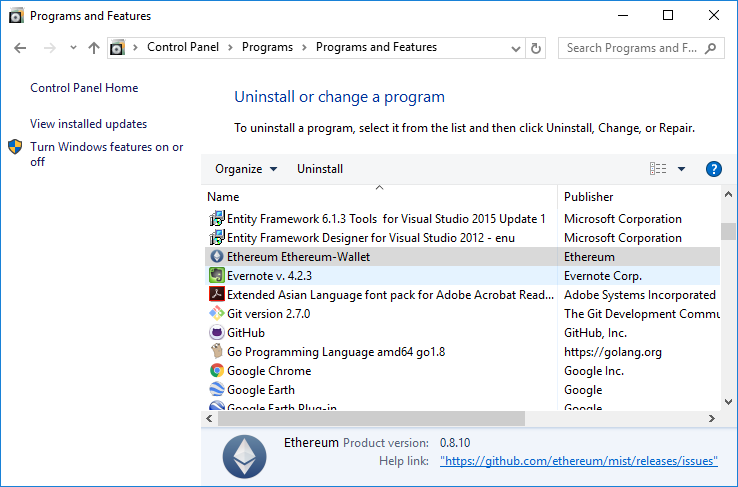 Programs and Features
Control Panel > Programs > Programs and Features
Search Programs and F...
Control Panel Home
View installed updates
Turn Windows features on or
off
Uninstall or change a program
To uninstall a program, select it from the list and then click Uninstall, Change, or Repair.
Organize Uninstall
Name Publisher
Entity Framework 6.1.3 Tools for Visual Studio 2015 Update 1 Microsoft Corporation
Entity Framework Designer for Visual Studio 2012 - enu Microsoft Corporation
Ethereum Ethereum-Wallet Ethereum
Evernote v. 4.2.3 Evernote Corp.
Extended Asian Language font pack for Adobe Acrobat Read... Adobe Systems Incorporated
Git version 2.7.0 The Git Development Commu
GitHub GitHub, Inc.
Go Programming Language amd64 go1.8 https://golang.org
Google Chrome Google Inc.
Google Earth Google
Google Earth Plug-in Google
Ethereum Product version: 0.8.10
Help link: "https://github.com/ethereum/mist/releases/issues"